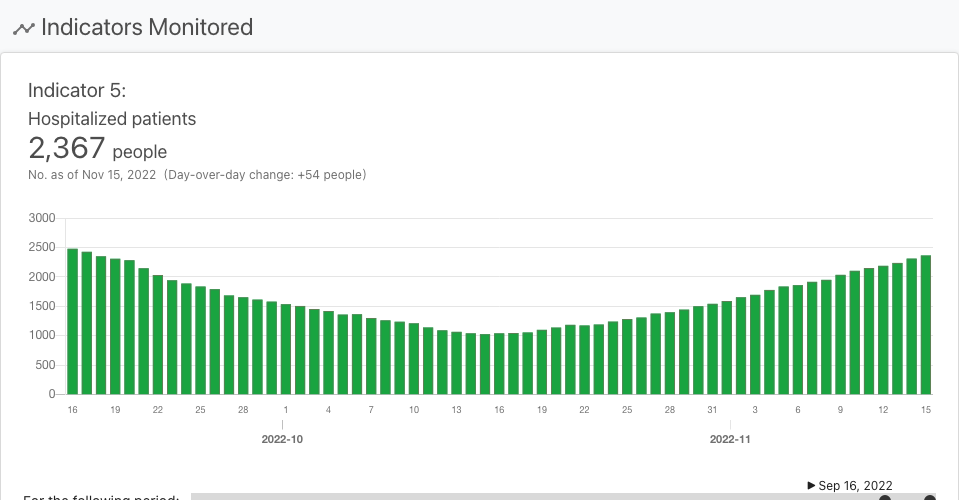 Indicators Monitored
Indicator 5:
Hospitalized patients
2,367 people
No. as of Nov 15, 2022 (Day-over-day change: +54 people)
3000
2500
2000
1500
1000
500
0
16 19 22 25 28 1 4 7 10 13 16 19 22 25 28 31 3 6 9 12 15
2022-10 2022-11
▶ Sep 16, 2022
For the following period: